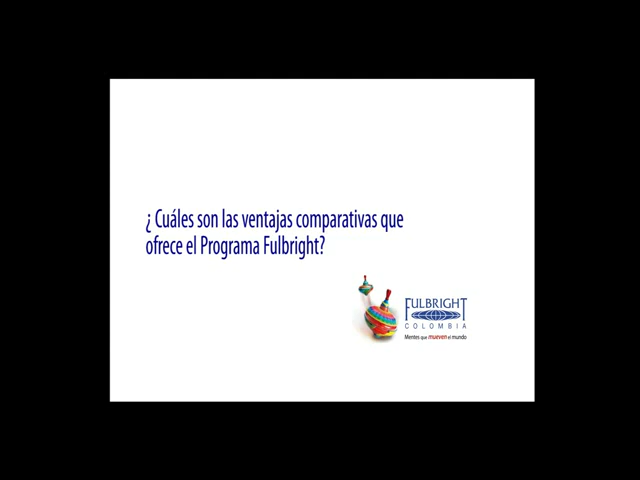 ¿ Cuáles son las ventajas comparativas que
ofrece el Programa Fulbright?
FULBRIGHT
COLOMBIA
Mentes que mueven el mundo